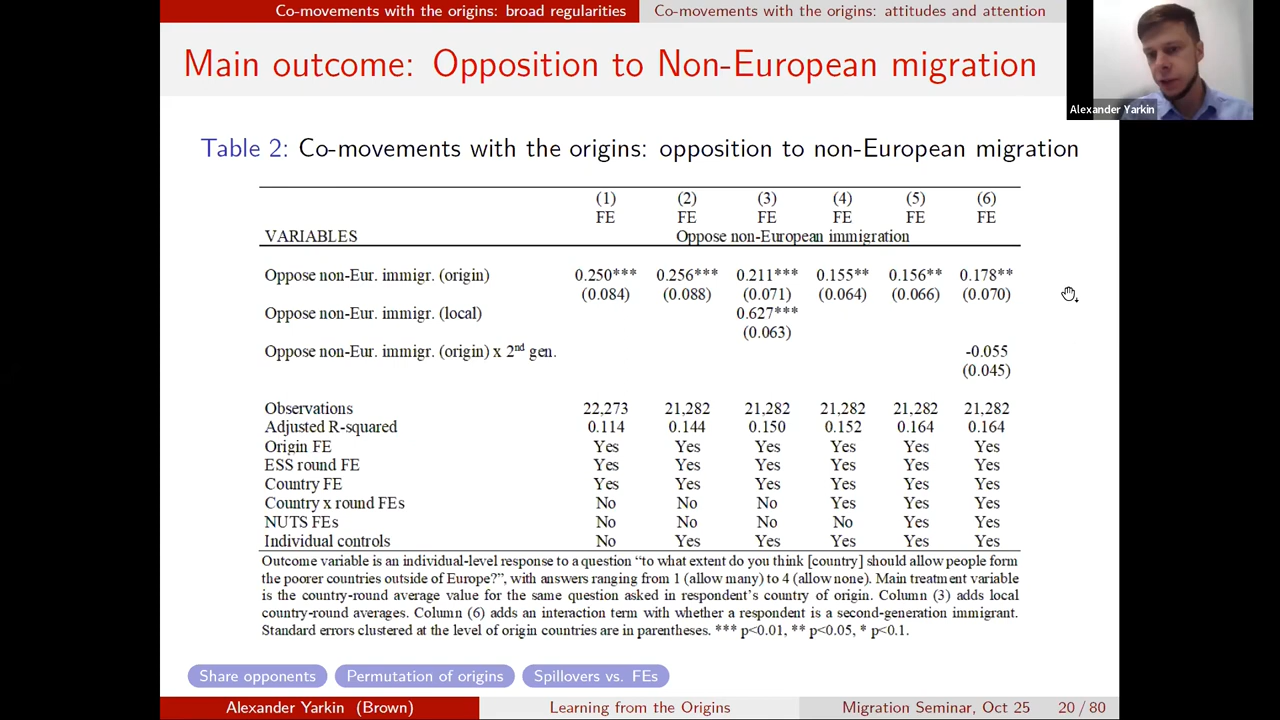 Co-movements with the origins: broad regularities Co-movements with the origins: attitudes and attention
Main outcome: Opposition to Non-European migration
Alexander Yarkin
Table 2: Co-movements with the origins: opposition to non-European migration
(1) (2) (3) (4) (5) (6)
FE FE FE FE FE FE
VARIABLES Oppose non-European immigration
Oppose non-Eur. immigr. (origin) 0.250*** 0.256*** 0.211*** 0.155** 0.156** 0.178**
(0.084) (0.088) (0.071) (0.064) (0.066) (0.070)
Oppose non-Eur. immigr. (local) 0.627***
(0.063)
Oppose non-Eur. immigr. (origin) x 2nd gen. -0.055
(0.045)
Observations 22,273 21,282 21,282 21,282 21,282 21,282
Adjusted R-squared 0.114 0.144 0.150 0.152 0.164 0.164
Origin FE Yes Yes Yes Yes Yes Yes
ESS round FE Yes Yes Yes Yes Yes Yes
Country FE Yes Yes Yes Yes Yes Yes
Country x round FEs No No No Yes Yes Yes
NUTS FEs No No No No Yes Yes
Individual controls No Yes Yes Yes Yes Yes
Outcome variable is an individual-level response to a question “to what extent do you think [country] should allow people form
the poorer countries outside of Europe?”, with answers ranging from 1 (allow many) to 4 (allow none). Main treatment variable
is the country-round average value for the same question asked in respondent’s country of origin. Column (3) adds local
country-round averages. Column (6) adds an interaction term with whether a respondent is a second-generation immigrant.
Standard errors clustered at the level of origin countries are in parentheses. *** p<0.01, ** p<0.05, * p<0.1.
Share opponents Permutation of origins Spillovers vs. FEs
Alexander Yarkin (Brown) Learning from the Origins Migration Seminar, Oct 25 20 / 80